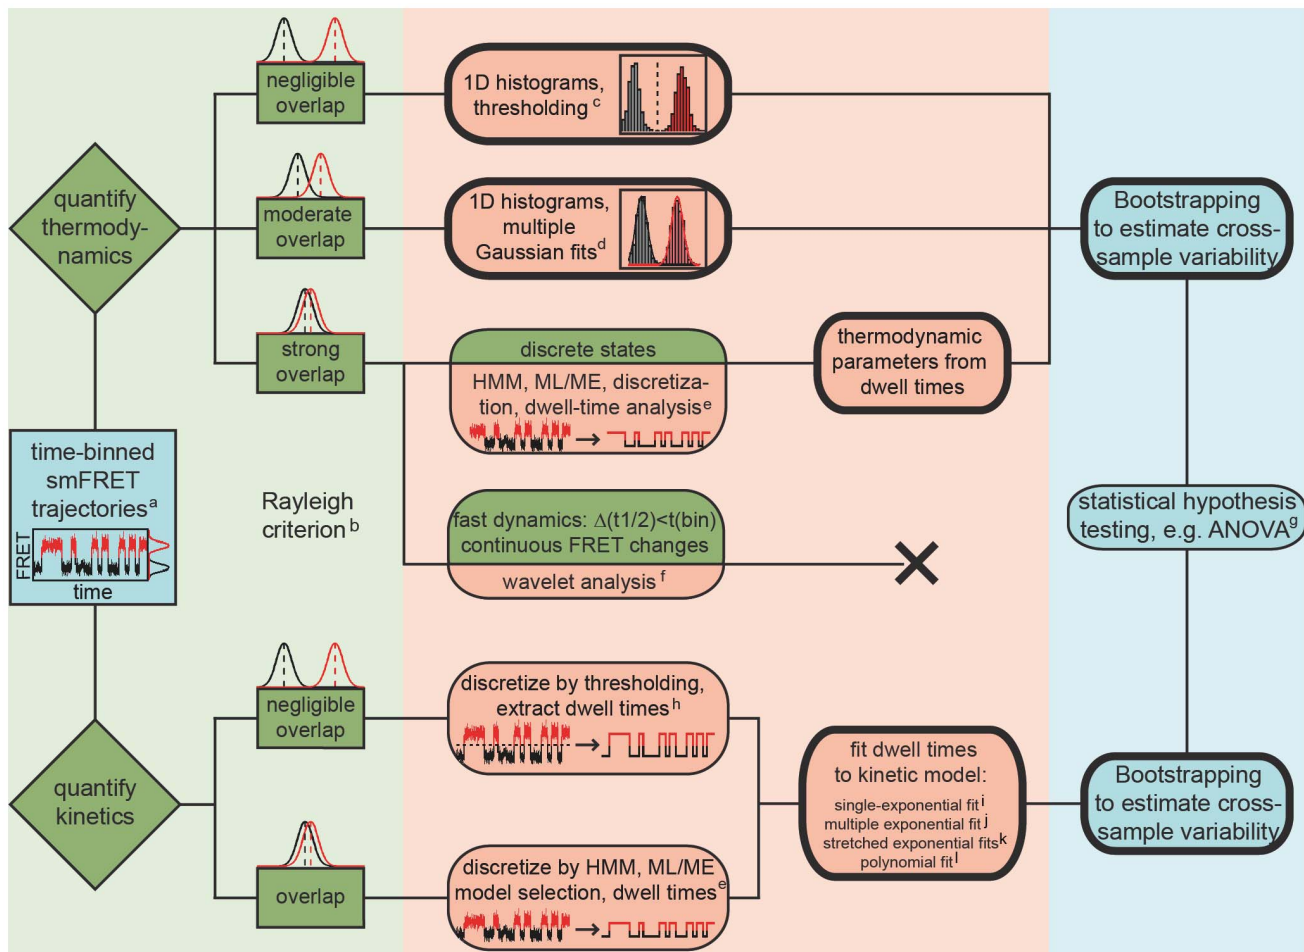 negligible
overlap
1D histograms,
thresholding c
quantify
thermody-
namics
moderate
overlap
1D histograms,
multiple
Gaussian fits d
Bootstrapping
to estimate cross-
sample variability
strong
overlap
discrete states
HMM, ML/ME, discretiza-
tion, dwell-time analysis e
thermodynamic
parameters from
dwell times
time-binned
smFRET
trajectories a
FRET
time
Rayleigh
criterion b
fast dynamics: Δ(t1/2)<t(bin)
continuous FRET changes
wavelet analysis f
statistical hypothesis
testing, e.g. ANOVA g
negligible
overlap
discretize by thresholding,
extract dwell times h
quantify
kinetics
fit dwell times
to kinetic model:
single-exponential fit i
multiple exponential fit j
stretched exponential fits k
polynomial fit l
Bootstrapping
to estimate cross-
sample variability
overlap
discretize by HMM, ML/ME
model selection, dwell times e